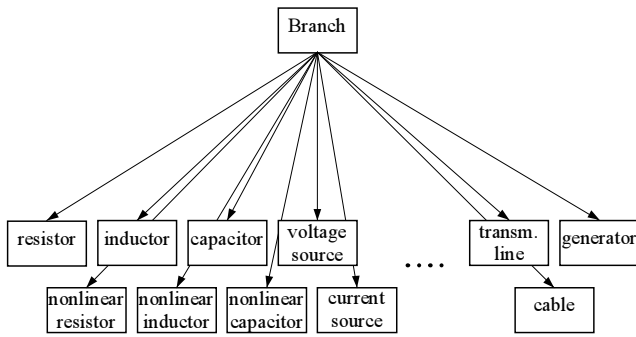 Branch
resistor
inductor
capacitor
voltage
source
transm.
line
generator
....
nonlinear
resistor
nonlinear
inductor
nonlinear
capacitor
current
source
cable